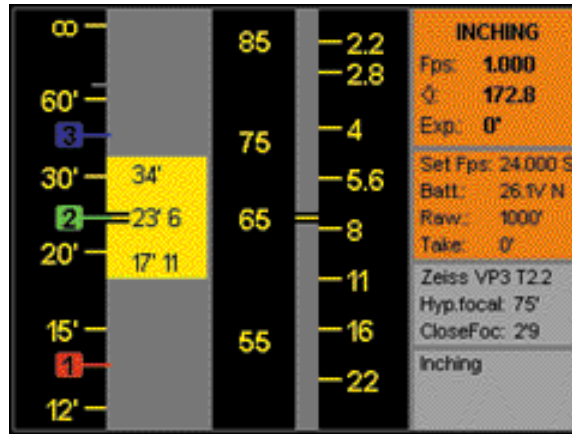 ∞
60'
3
30'
2
20'
15'
1
12'
34'
23' 6
17' 11
85
75
65
55
2.2
2.8
4
5.6
8
11
16
22
INCHING
Fps: 1.000
172.8
Exp.: 0'
Set Fps: 24.000 S
Batt.: 26.1V N
Raw.: 1000'
Take: 0'
Zeiss VP3 T2.2
Hyp.focal: 75'
CloseFoc: 2'9
Inching